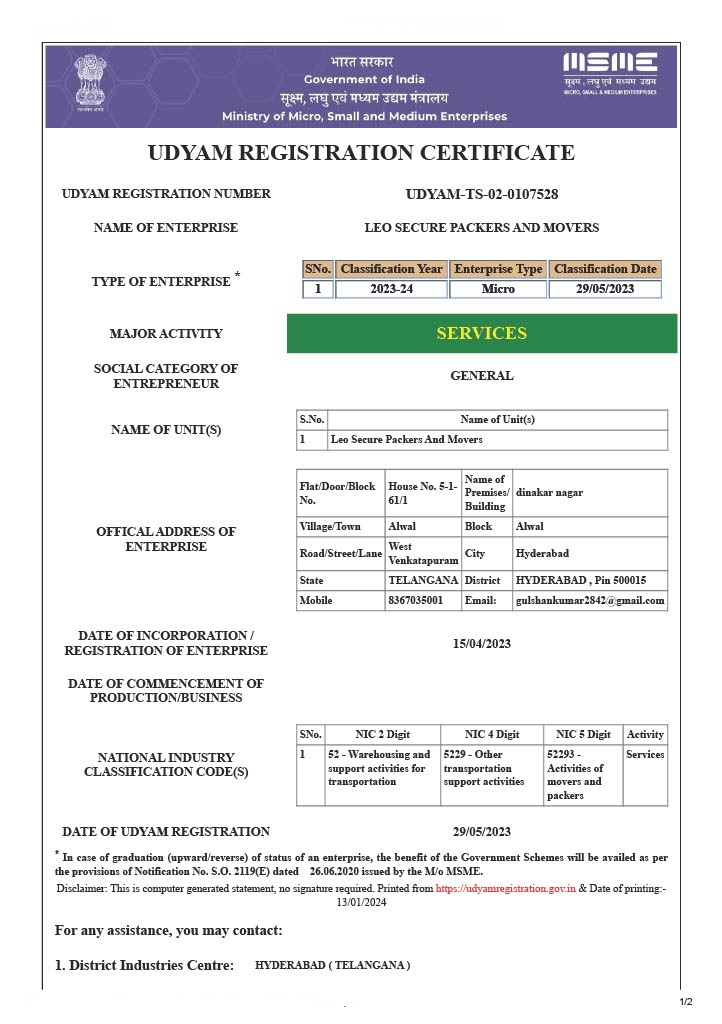 भारत सरकार
Government of India
सूक्ष्म, लघु एवं मध्यम उद्यम मंत्रालय
Ministry of Micro, Small and Medium Enterprises
सत्यमेव जयते
MSME
सूक्ष्म, लघु एवं मध्यम उद्यम
MICRO, SMALL & MEDIUM ENTERPRISES
UDYAM REGISTRATION CERTIFICATE
UDYAM REGISTRATION NUMBER UDYAM-TS-02-0107528
NAME OF ENTERPRISE LEO SECURE PACKERS AND MOVERS
TYPE OF ENTERPRISE *
SNo. Classification Year Enterprise Type Classification Date
1 2023-24 Micro 29/05/2023
MAJOR ACTIVITY SERVICES
SOCIAL CATEGORY OF
ENTREPRENEUR
GENERAL
NAME OF UNIT(S)
S.No. Name of Unit(s)
1 Leo Secure Packers And Movers
OFFICAL ADDRESS OF
ENTERPRISE
Flat/Door/Block
No.
House No. 5-1-
61/1
Name of
Premises/
Building
dinakar nagar
Village/Town Alwal Block Alwal
Road/Street/Lane
West
Venkatapuram
City Hyderabad
State TELANGANA District HYDERABAD , Pin 500015
Mobile 8367035001 Email: gulshankumar2842@gmail.com
DATE OF INCORPORATION /
REGISTRATION OF ENTERPRISE
15/04/2023
DATE OF COMMENCEMENT OF
PRODUCTION/BUSINESS
NATIONAL INDUSTRY
CLASSIFICATION CODE(S)
SNo. NIC 2 Digit NIC 4 Digit NIC 5 Digit Activity
1
52 - Warehousing and
support activities for
transportation
5229 - Other
transportation
support activities
52293 -
Activities of
movers and
packers
Services
DATE OF UDYAM REGISTRATION 29/05/2023
* In case of graduation (upward/reverse) of status of an enterprise, the benefit of the Government Schemes will be availed as per
the provisions of Notification No. S.O. 2119(E) dated 26.06.2020 issued by the M/o MSME.
Disclaimer: This is computer generated statement, no signature required. Printed from https://udyamregistration.gov.in & Date of printing:-
13/01/2024
For any assistance, you may contact:
1. District Industries Centre: HYDERABAD ( TELANGANA )
1/2